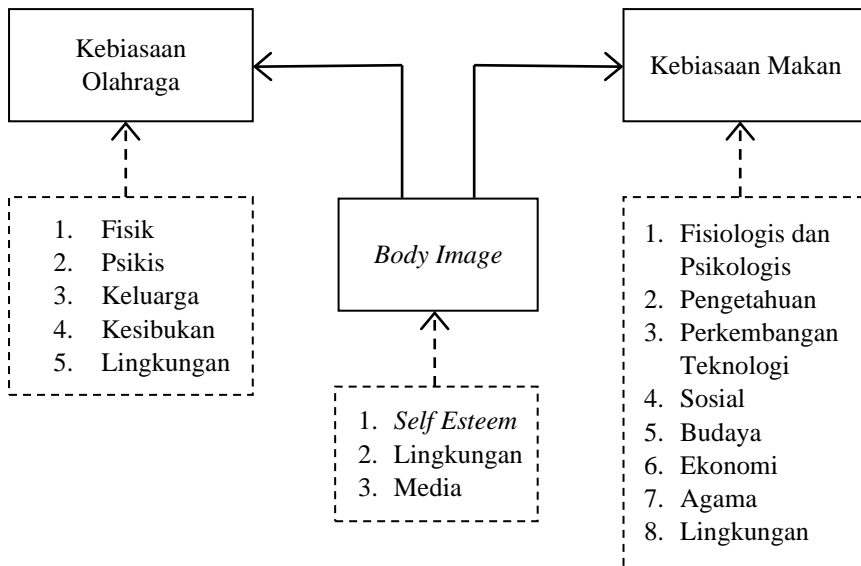 Kebiasaan
Olahraga
Kebiasaan Makan
1. Fisik
2. Psikis
3. Keluarga
4. Kesibukan
5. Lingkungan
Body Image
1. Self Esteem
2. Lingkungan
3. Media
1. Fisiologis dan
Psikologis
2. Pengetahuan
3. Perkembangan
Teknologi
4. Sosial
5. Budaya
6. Ekonomi
7. Agama
8. Lingkungan